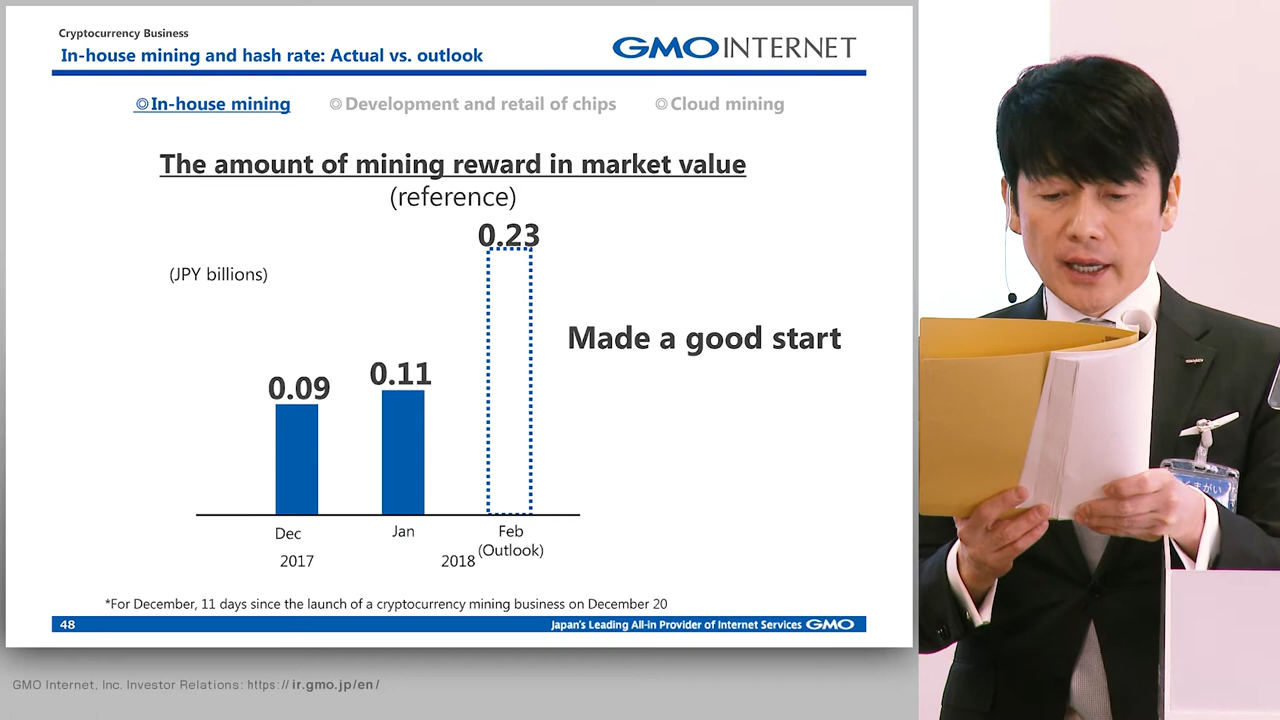 Cryptocurrency Business
In-house mining and hash rate: Actual vs. outlook
GMO INTERNET
◎In-house mining
◎Development and retail of chips
◎Cloud mining
The amount of mining reward in market value
(reference)
0.23
(JPY billions)
Made a good start
0.11
0.09
Dec
Jan
Feb
(Outlook)
2017
2018
*For December, 11 days since the launch of a cryptocurrency mining business on December 20
48
Japan's Leading All-in Provider of Internet Services GMO
GMO Internet, Inc. Investor Relations: https://ir.gmo.jp/en/
くまがい